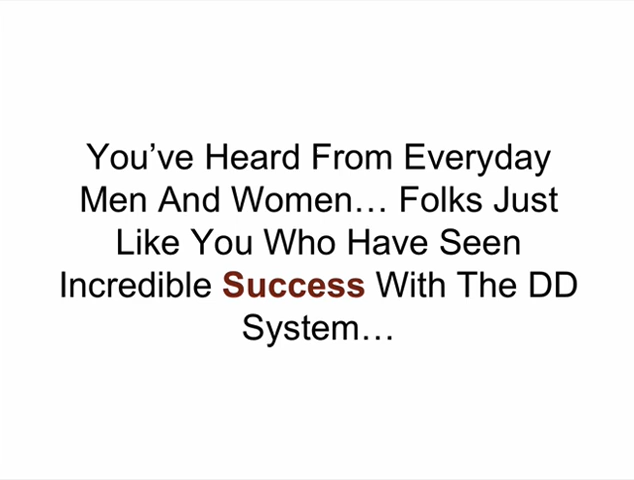 You’ve Heard From Everyday
Men And Women… Folks Just
Like You Who Have Seen
Incredible Success With The DD
System…